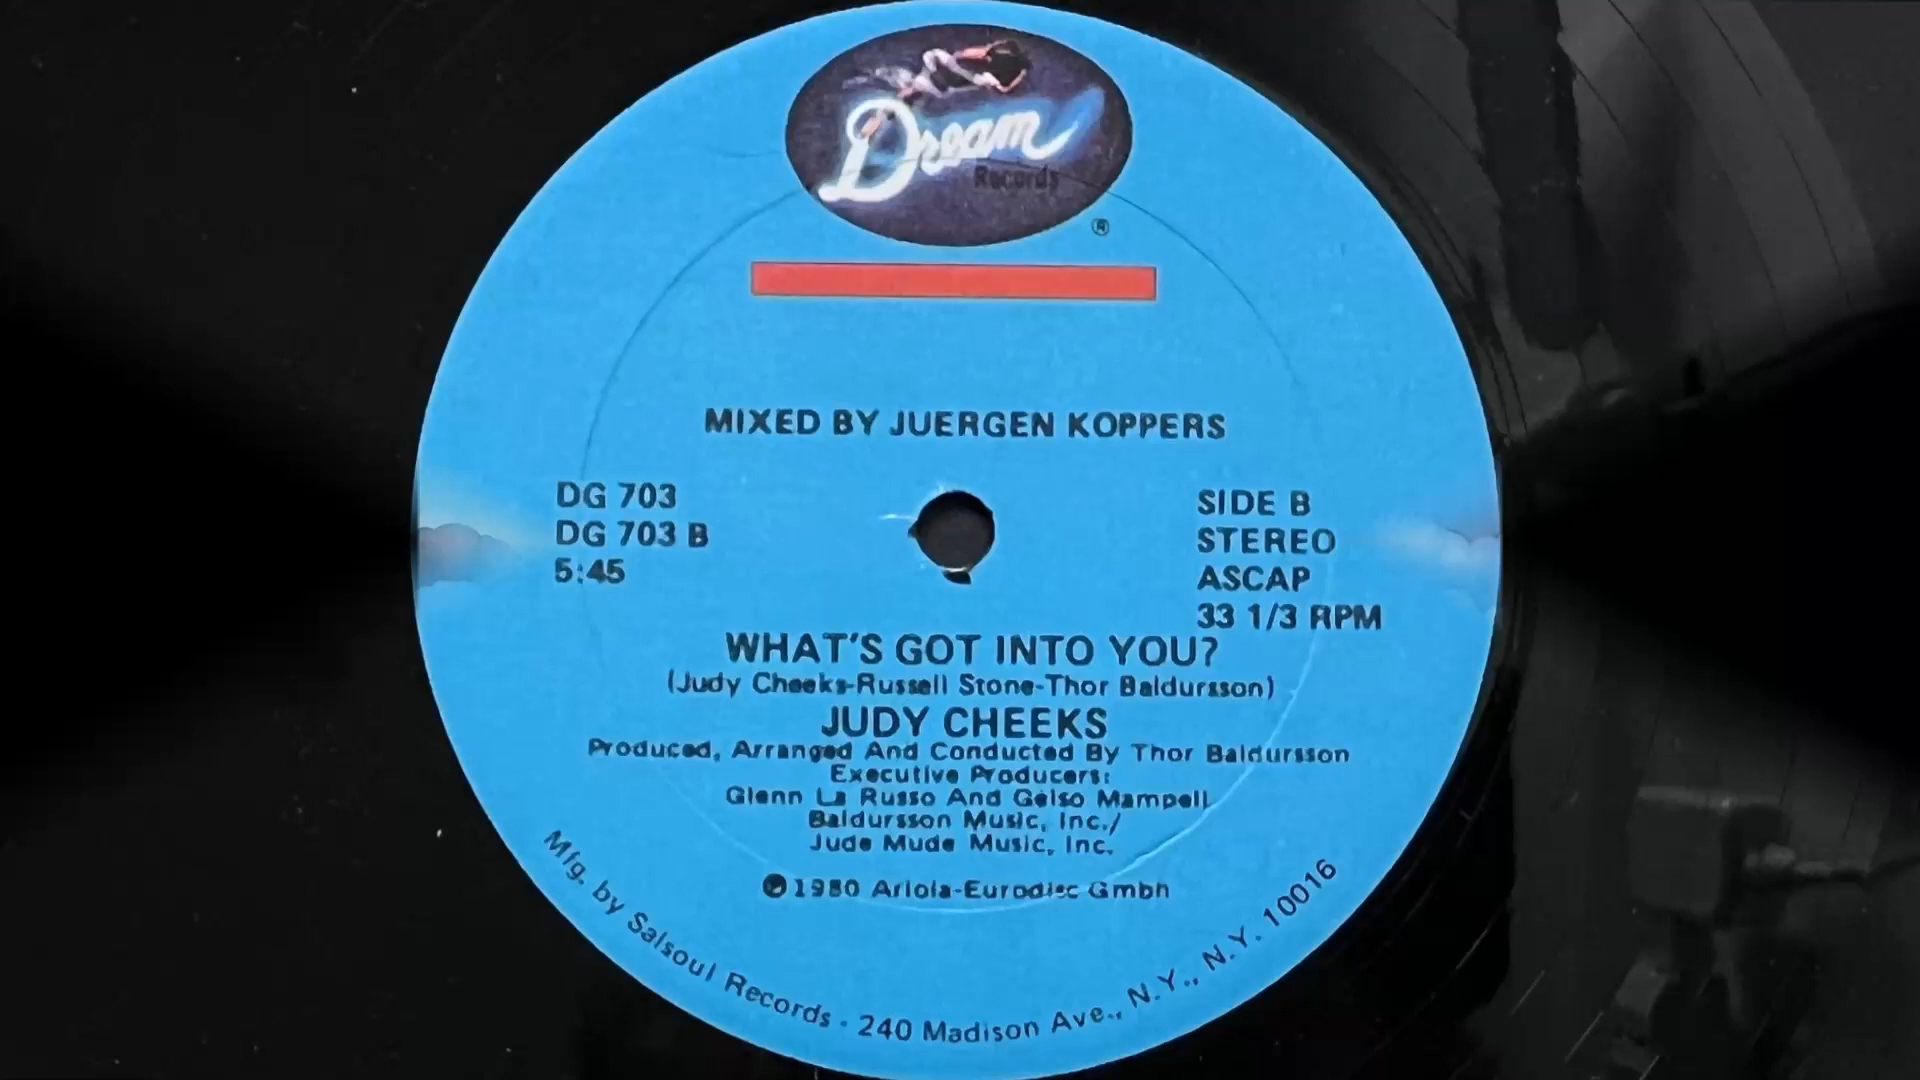 Dream
Records
®
MIXED BY JUERGEN KOPPERS
DG 703
DG 703 B
5:45
SIDE B
STEREO
ASCAP
33 1/3 RPM
WHAT'S GOT INTO YOU?
(Judy Cheeks-Russell Stone-Thor Baldursson)
JUDY CHEEKS
Produced, Arranged And Conducted By Thor Baldursson
Executive Producers:
Glenn La Russo And Gelso Mampell
Baldursson Music, Inc./
Jude Mude Music, Inc.
℗1980 Ariola-Eurodisc Gmbh
Mfg. by Salsoul Records · 240 Madison Ave., N.Y., N.Y. 10016